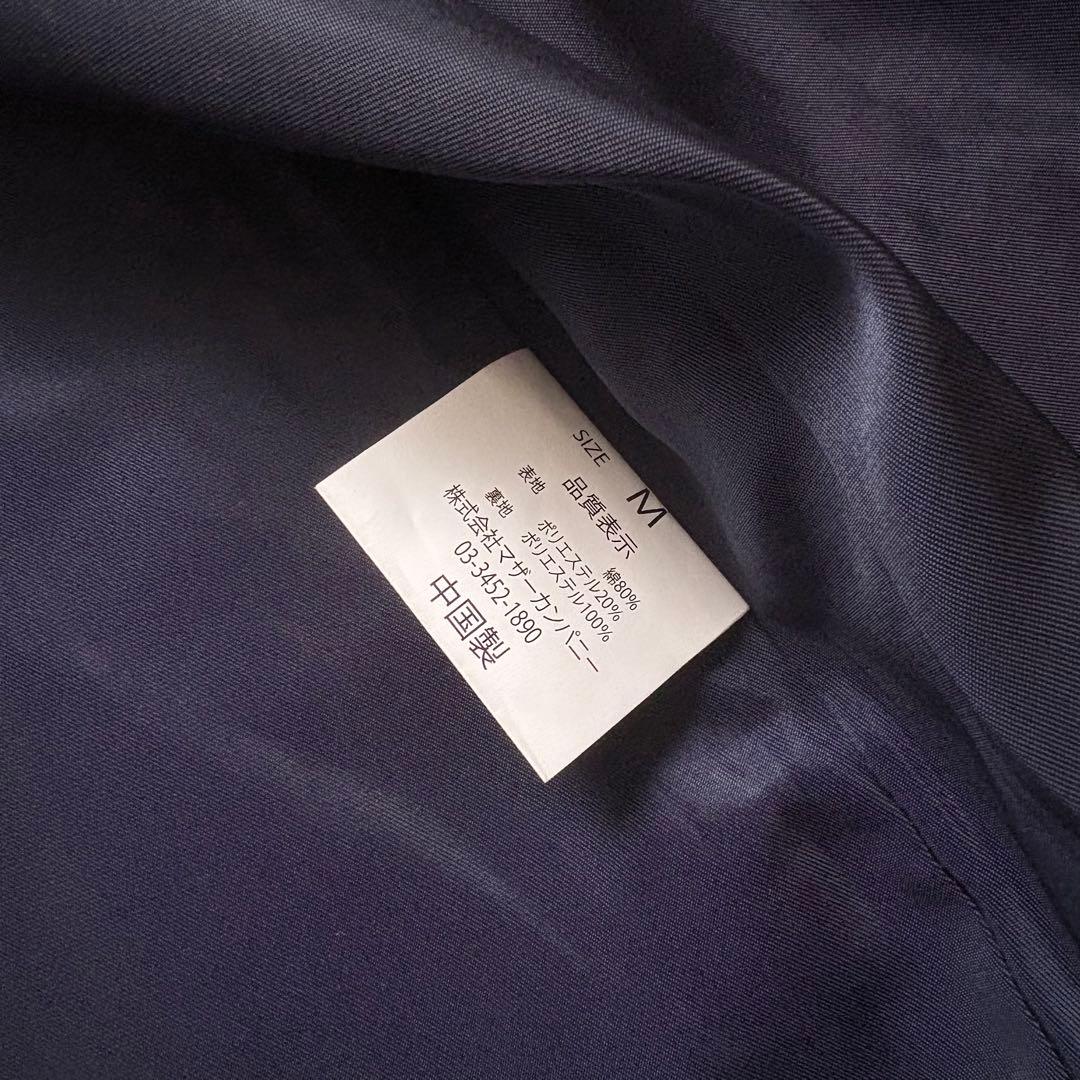 SIZE M
品質表示
表地 綿80%
ポリエステル20%
裏地 ポリエステル100%
株式会社マザーカンパニー
03-3452-1890
中国製